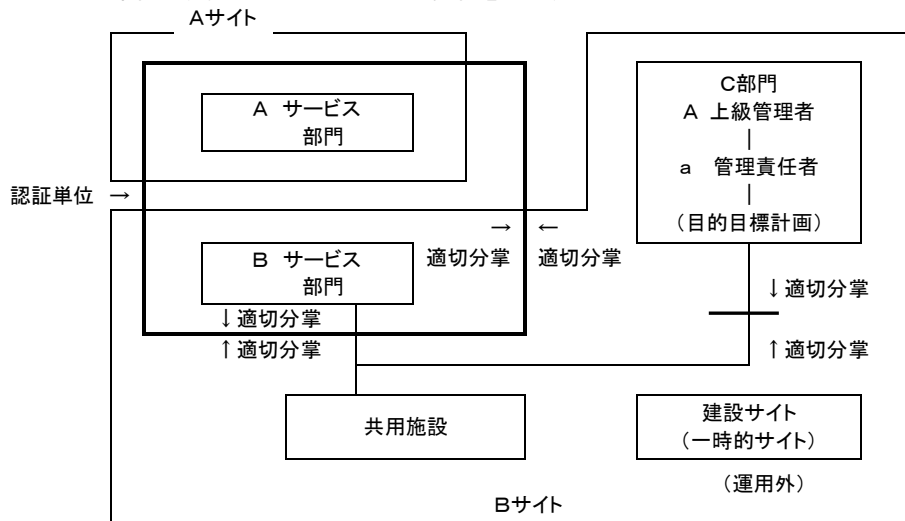 Aサイト
A サービス
部門
C部門
A 上級管理者
|
a 管理責任者
|
(目的目標計画)
認証単位 →
→ ←
適切分掌 適切分掌
B サービス
部門
↓適切分掌
↑適切分掌
↓適切分掌
↑適切分掌
共用施設
建設サイト
(一時的サイト)
(運用外)
Bサイト